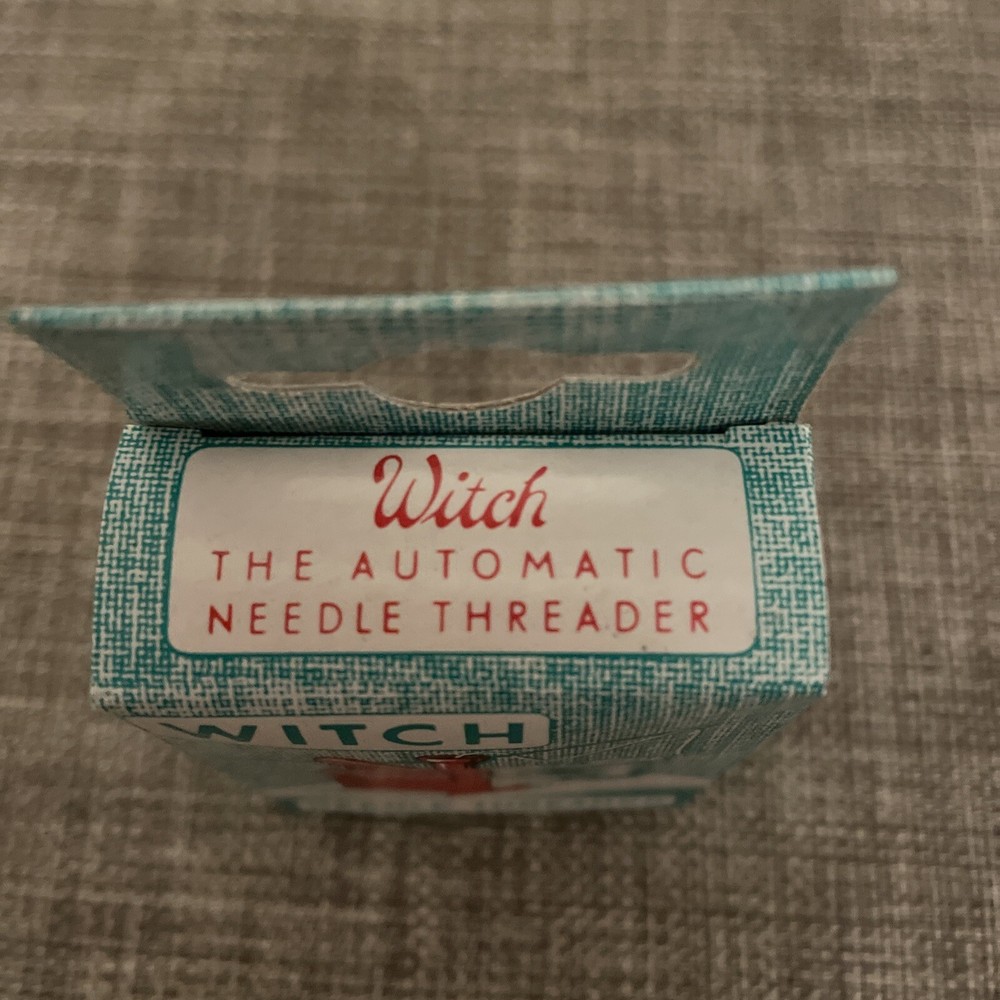 Witch
THE AUTOMATIC
NEEDLE THREADER
WITCH